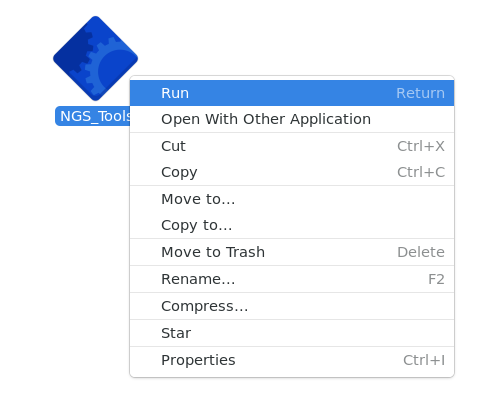 NGS_Tools
Run Return
Open With Other Application
Cut Ctrl+X
Copy Ctrl+C
Move to…
Copy to…
Move to Trash Delete
Rename… F2
Compress…
Star
Properties Ctrl+I